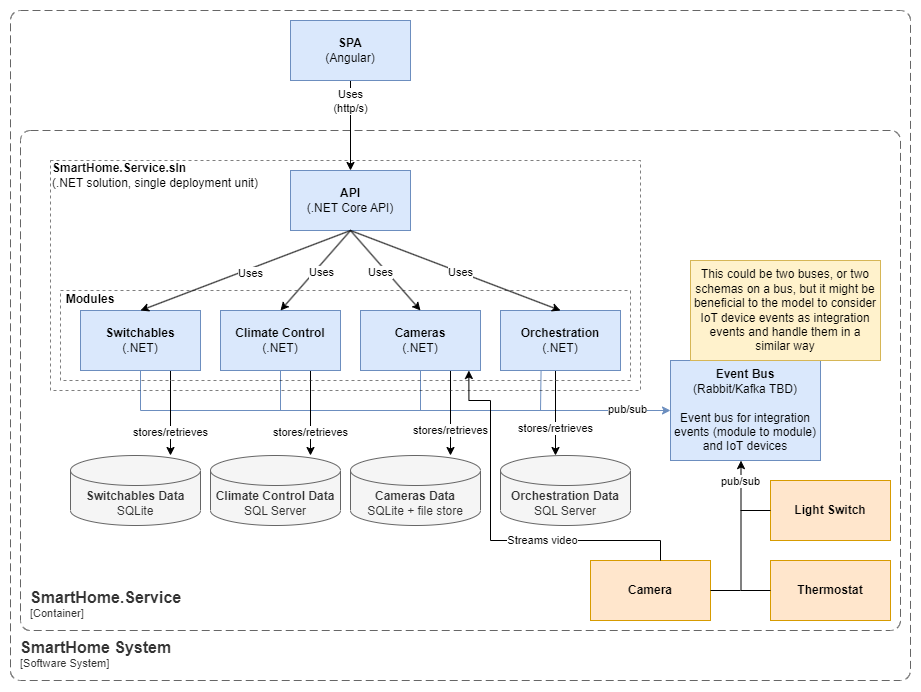 SPA
(Angular)
Uses
(http/s)
SmartHome.Service.sln
(.NET solution, single deployment unit)
API
(.NET Core API)
Uses
Uses
Uses
Uses
Modules
Switchables
(.NET)
Climate Control
(.NET)
Cameras
(.NET)
Orchestration
(.NET)
This could be two buses, or two
schemas on a bus, but it might be
beneficial to the model to consider
IoT device events as integration
events and handle them in a
similar way
Event Bus
(Rabbit/Kafka TBD)
Event bus for integration
events (module to module)
and IoT devices
pub/sub
stores/retrieves
stores/retrieves
stores/retrieves
stores/retrieves
pub/sub
Switchables Data
SQLite
Climate Control Data
SQL Server
Cameras Data
SQLite + file store
Orchestration Data
SQL Server
Light Switch
Streams video
Camera
Thermostat
SmartHome.Service
[Container]
SmartHome System
[Software System]